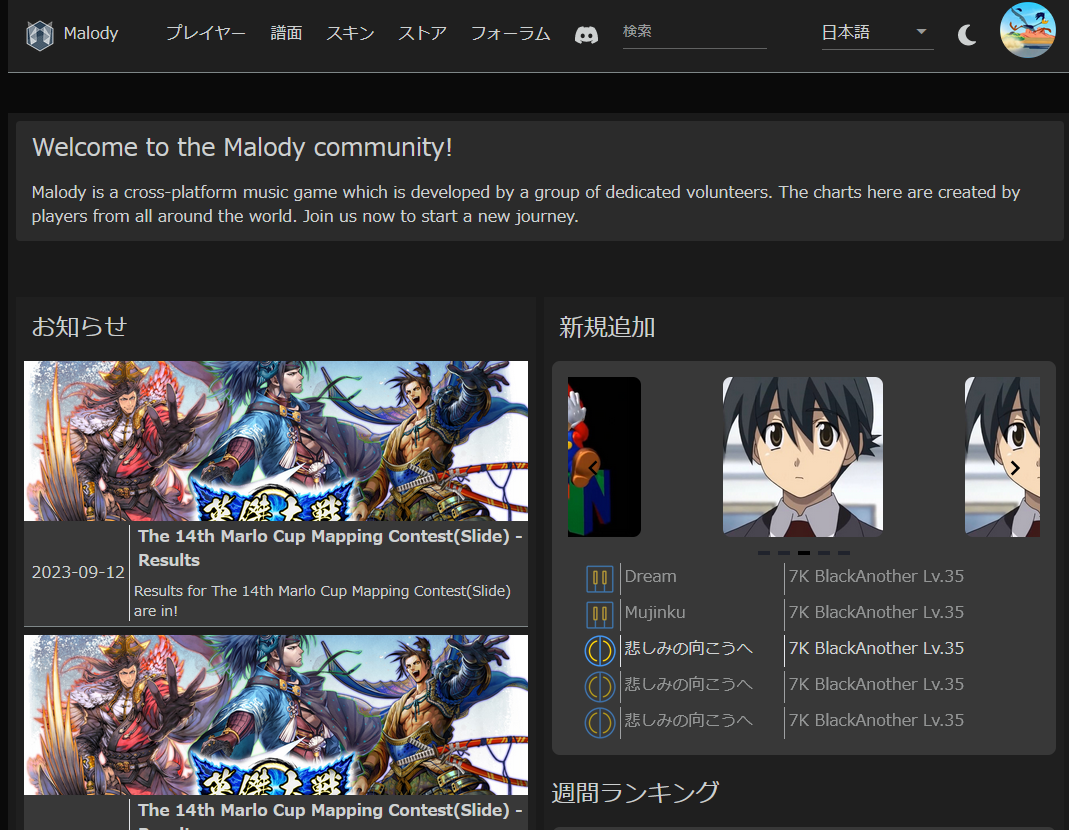 Malody プレイヤー 譜面 スキン ストア フォーラム 検索 日本語
Welcome to the Malody community!
Malody is a cross-platform music game which is developed by a group of dedicated volunteers. The charts here are created by
players from all around the world. Join us now to start a new journey.
お知らせ
英傑大戦
The 14th Marlo Cup Mapping Contest(Slide) -
Results
2023-09-12
Results for The 14th Marlo Cup Mapping Contest(Slide)
are in!
英傑大戦
The 14th Marlo Cup Mapping Contest(Slide) -
新規追加
N
Dream 7K BlackAnother Lv.35
Mujinku 7K BlackAnother Lv.35
悲しみの向こうへ 7K BlackAnother Lv.35
悲しみの向こうへ 7K BlackAnother Lv.35
悲しみの向こうへ 7K BlackAnother Lv.35
週間ランキング